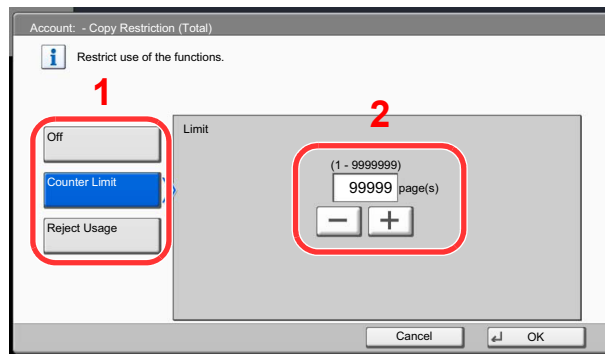 Account: - Copy Restriction (Total)
i Restrict use of the functions.
1
2
Off
Counter Limit
Reject Usage
Limit
(1 - 9999999)
99999 page(s)
− +
Cancel
OK